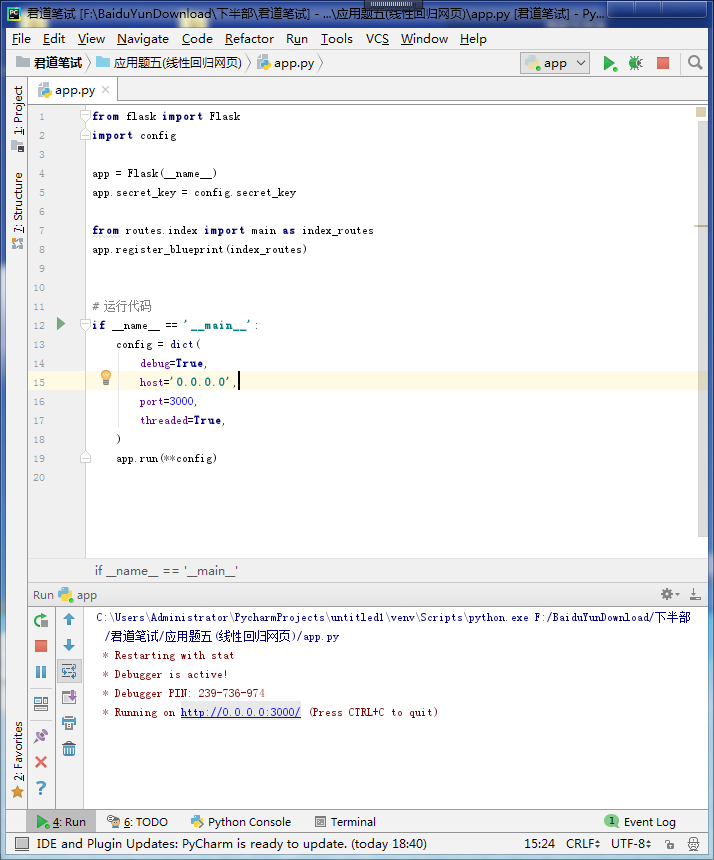 君道笔试 [F:\BaiduYunDownload\下半部\君道笔试] - ...\应用题五(线性回归网页)\app.py [君道笔试] - Py...
File Edit View Navigate Code Refactor Run Tools VCS Window Help
君道笔试 应用题五(线性回归网页) app.py app
1: Project
7: Structure
2: Favorites
app.py
1 from flask import Flask
2 import config
3
4 app = Flask(__name__)
5 app.secret_key = config.secret_key
6
7 from routes.index import main as index_routes
8 app.register_blueprint(index_routes)
9
10
11 # 运行代码
12 if __name__ == '__main__':
13 config = dict(
14 debug=True,
15 host='0.0.0.0',
16 port=3000,
17 threaded=True,
18 )
19 app.run(**config)
20
if __name__ == '__main__'
Run app
C:\Users\Administrator\PycharmProjects\untitled1\venv\Scripts\python.exe F:/BaiduYunDownload/下半部
/君道笔试/应用题五(线性回归网页)/app.py
* Restarting with stat
* Debugger is active!
* Debugger PIN: 239-736-974
* Running on http://0.0.0.0:3000/ (Press CTRL+C to quit)
4: Run 6: TODO Python Console Terminal 1 Event Log
IDE and Plugin Updates: PyCharm is ready to update. (today 18:40) 15:24 CRLF UTF-8